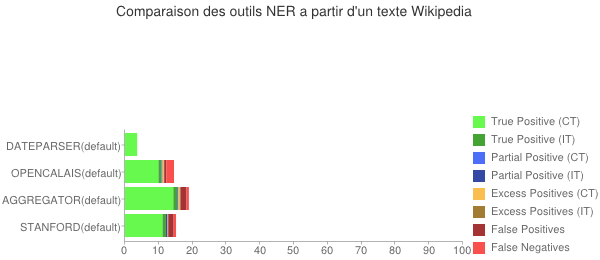 Comparaison des outils NER a partir d'un texte Wikipedia
DATEPARSER(default)
OPENCALAIS(default)
AGGREGATOR(default)
STANFORD(default)
0 10 20 30 40 50 60 70 80 90 100
True Positive (CT)
True Positive (IT)
Partial Positive (CT)
Partial Positive (IT)
Excess Positives (CT)
Excess Positives (IT)
False Positives
False Negatives